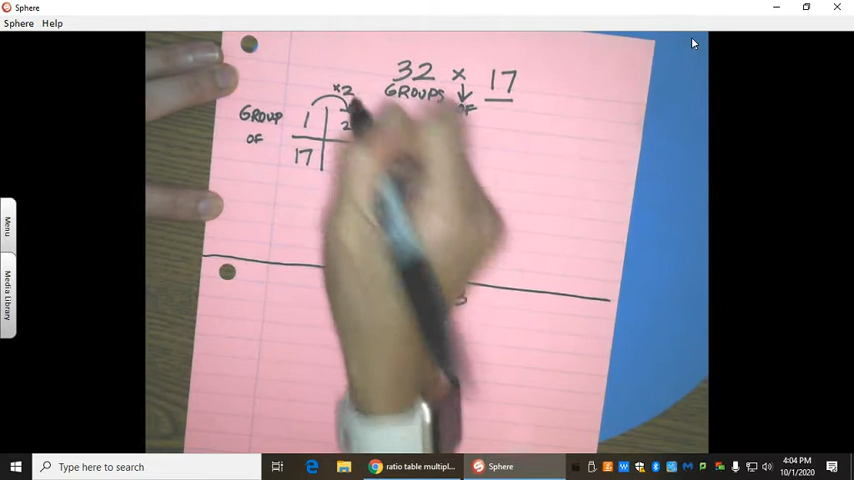 Sphere
Sphere Help
32 × 17
GROUPS OF
×2
GROUP 1 2
OF 17
Menu
Media Library
Type here to search
ratio table multipl...
Sphere
4:04 PM
10/1/2020